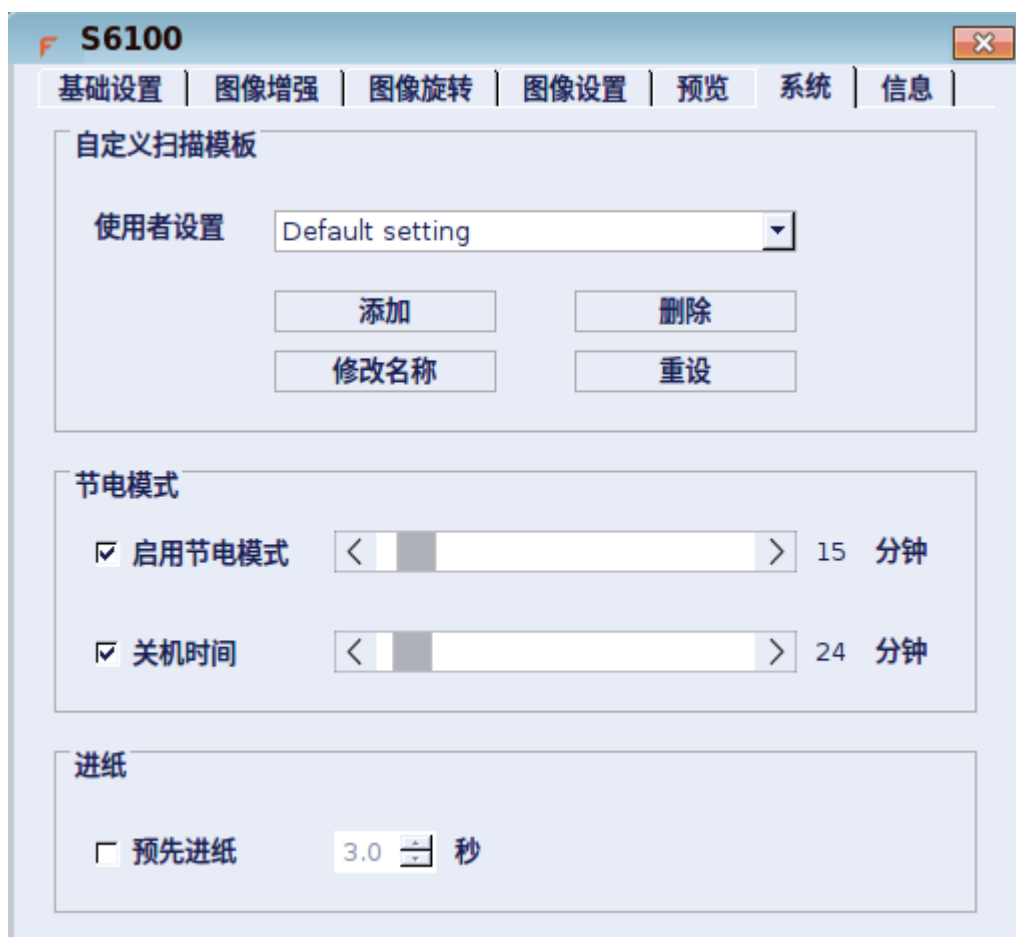 S6100
基础设置 图像增强 图像旋转 图像设置 预览 系统 信息
自定义扫描模板
使用者设置 Default setting
添加 删除
修改名称 重设
节电模式
启用节电模式 15 分钟
关机时间 24 分钟
进纸
预先进纸 3.0 秒